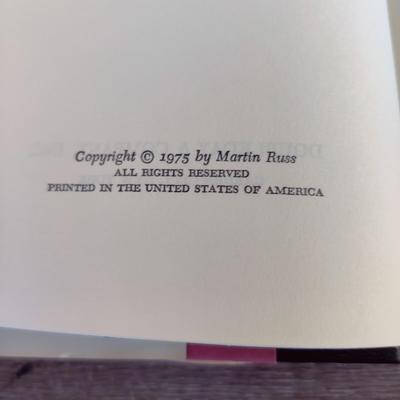 Copyright © 1975 by Martin Russ
ALL RIGHTS RESERVED
PRINTED IN THE UNITED STATES OF AMERICA